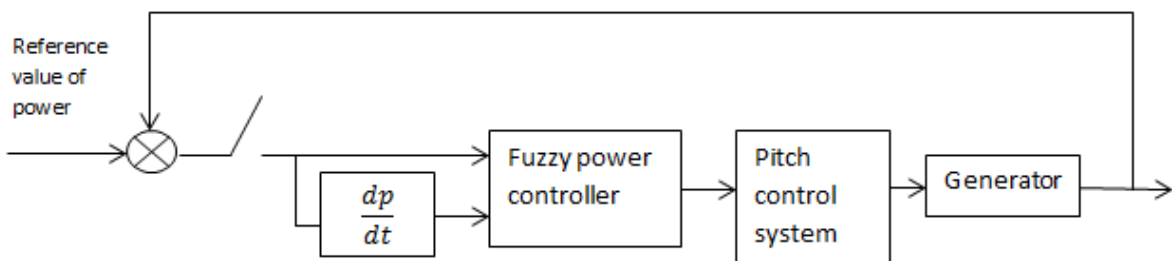 Reference
value of
power
dp
dt
Fuzzy power
controller
Pitch
control
system
Generator